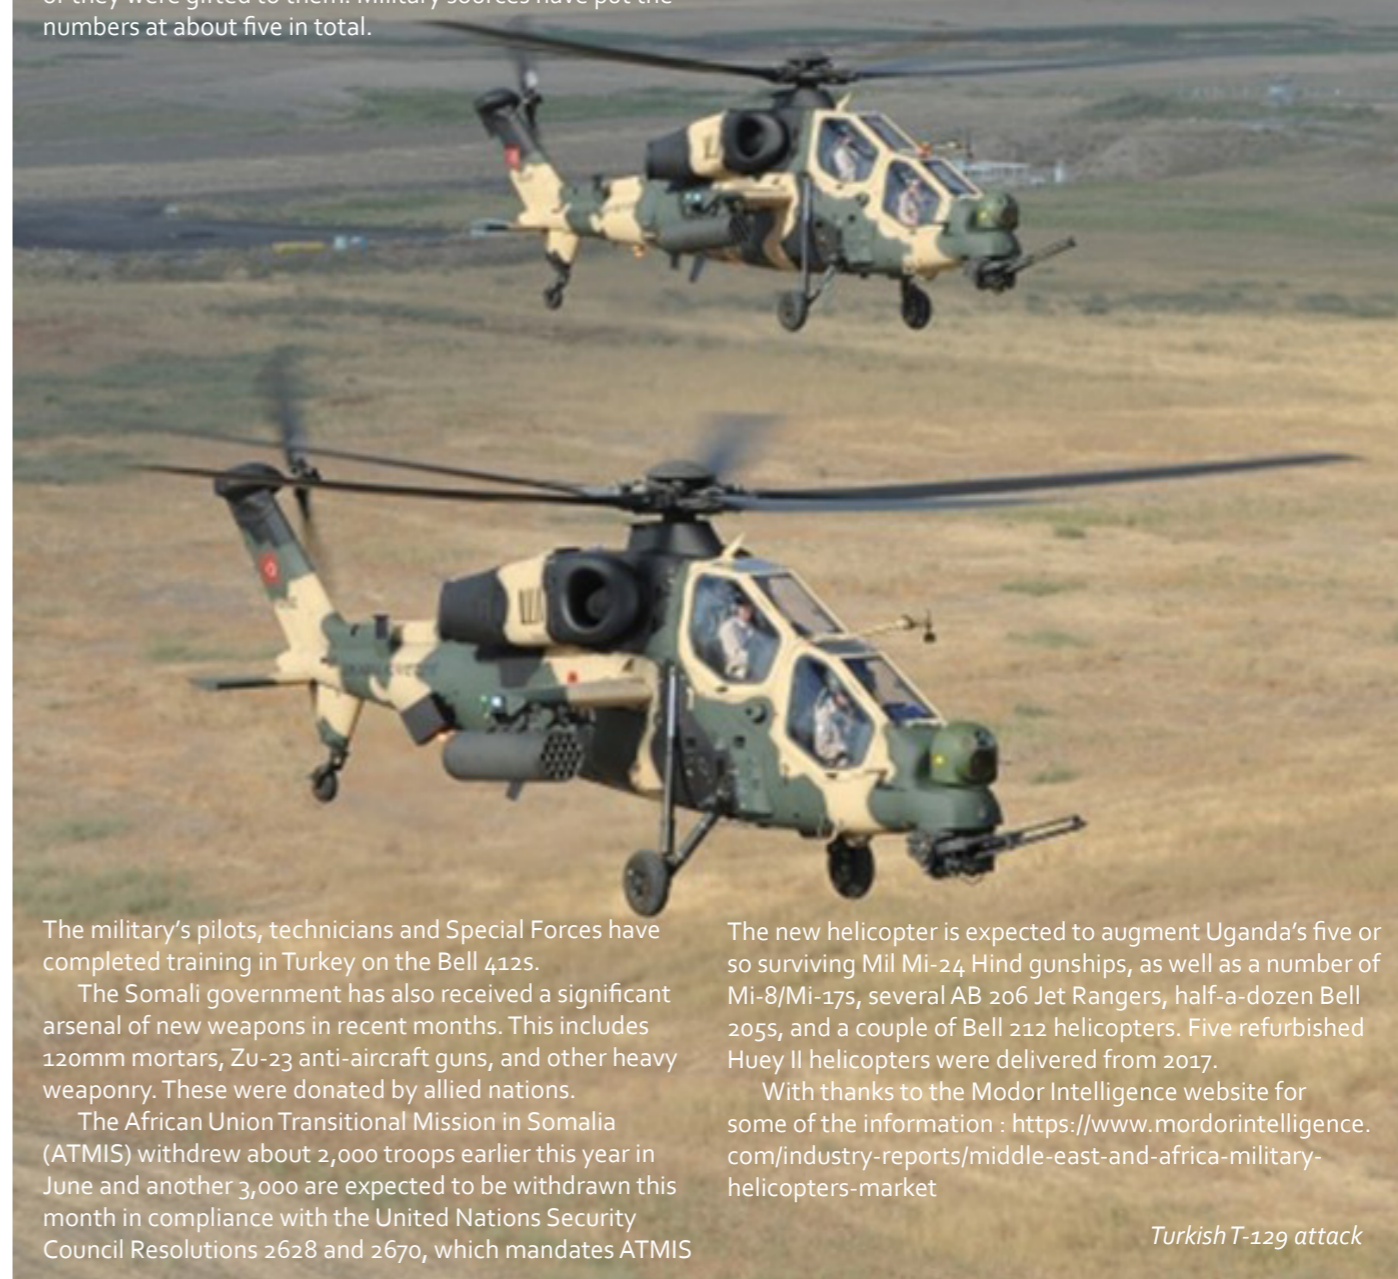 numbers at about five in total.
The military's pilots, technicians and Special Forces have
completed training in Turkey on the Bell 412s.
The Somali government has also received a significant
arsenal of new weapons in recent months. This includes
120mm mortars, Zu-23 anti-aircraft guns, and other heavy
weaponry. These were donated by allied nations.
The African Union Transitional Mission in Somalia
(ATMIS) withdrew about 2,000 troops earlier this year in
June and another 3,000 are expected to be withdrawn this
month in compliance with the United Nations Security
Council Resolutions 2628 and 2670, which mandates ATMIS
The new helicopter is expected to augment Uganda's five or
so surviving Mil Mi-24 Hind gunships, as well as a number of
Mi-8/Mi-17s, several AB 206 Jet Rangers, half-a-dozen Bell
205s, and a couple of Bell 212 helicopters. Five refurbished
Huey II helicopters were delivered from 2017.
With thanks to the Modor Intelligence website for
some of the information : https://www.mordorintelligence.
com/industry-reports/middle-east-and-africa-military-
helicopters-market
Turkish T-129 attack